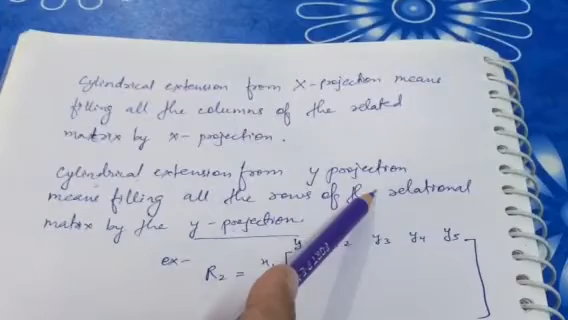 Cylindrical extension from X-projection means
filling all the columns of the related
matrix by x-projection.
Cylindrical extension from y projection
means filling all the rows of relational
matrix by the y-projection.
ex- y 2 y3 y4 y5
R2 = x1